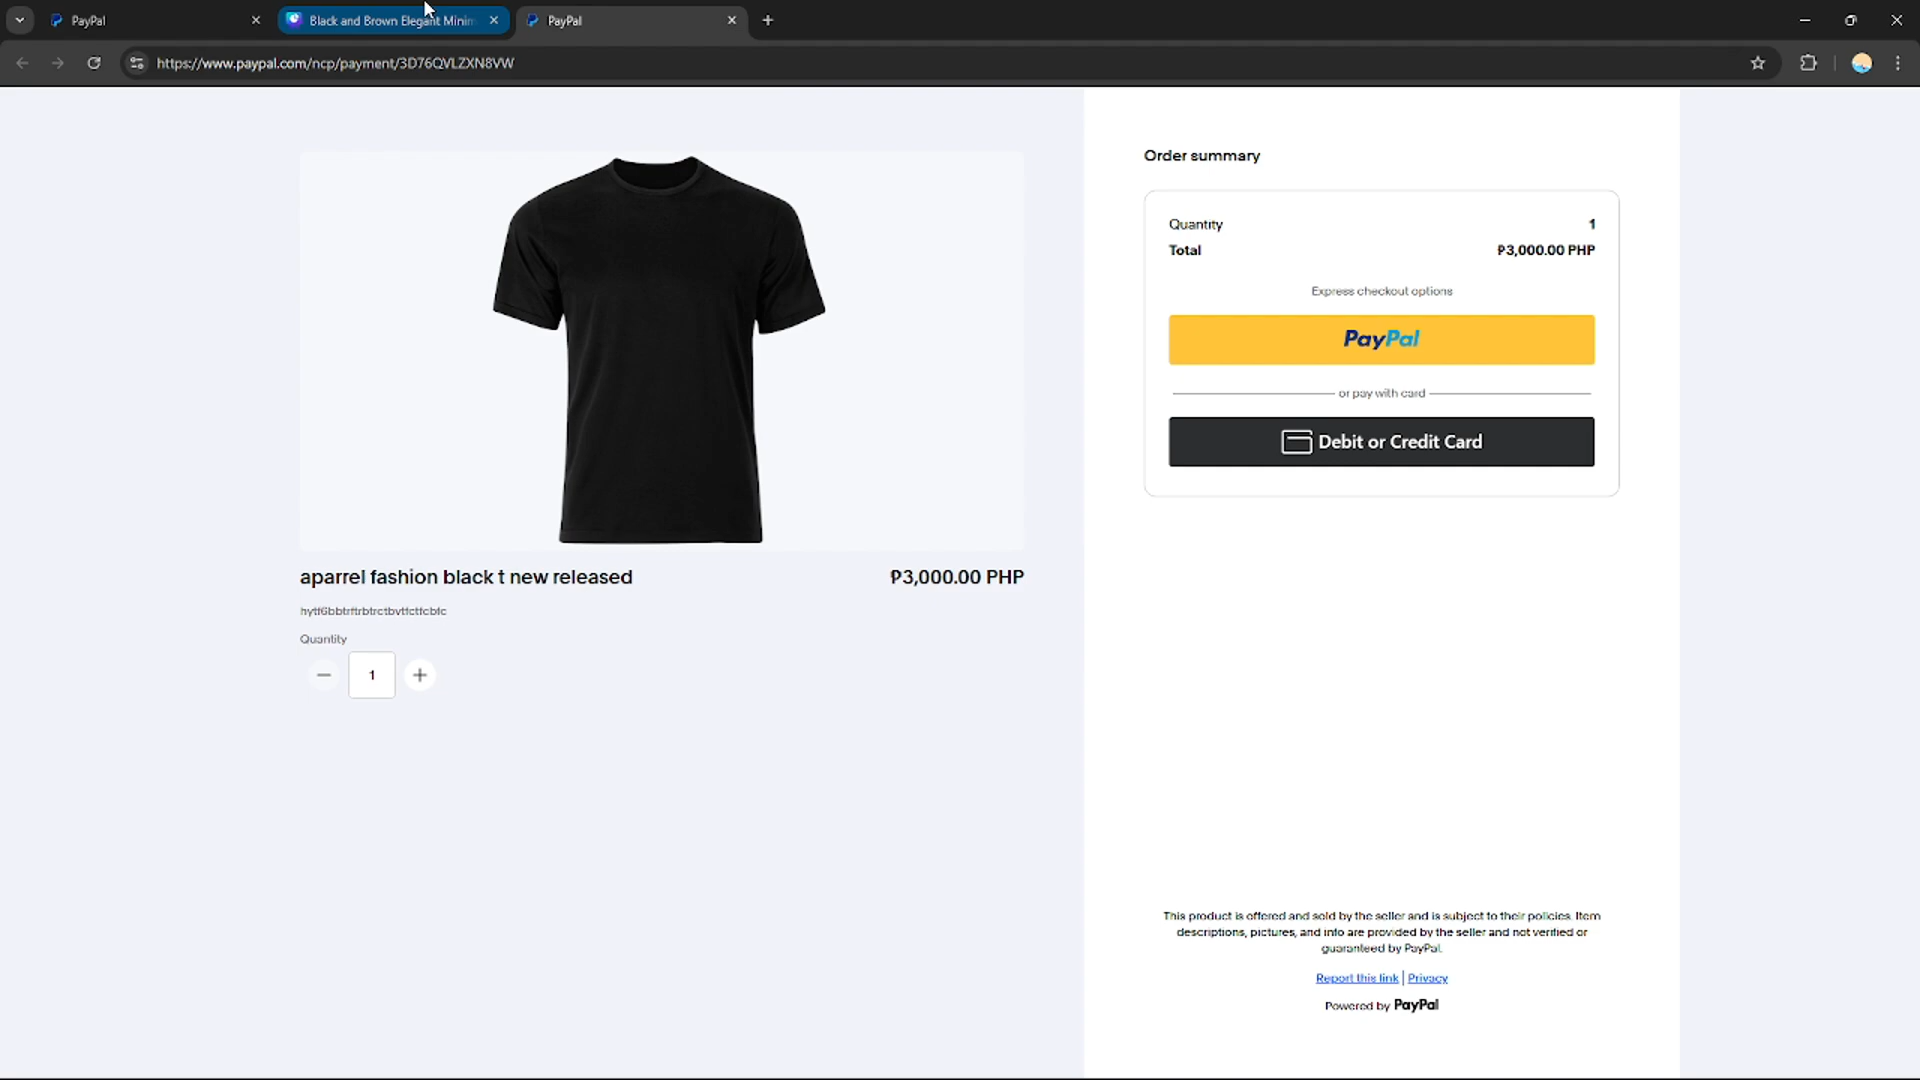 PayPal
Black and Brown Elegant Minim
PayPal
https://www.paypal.com/ncp/payment/3D76QVLZXN8VW
Order summary
Quantity 1
Total ₱3,000.00 PHP
Express checkout options
PayPal
or pay with card
Debit or Credit Card
aparrel fashion black t new released ₱3,000.00 PHP
Quantity
1
This product is offered and sold by the seller and is subject to their policies. Item
descriptions, pictures, and info are provided by the seller and not verified or
guaranteed by PayPal.
Report this link | Privacy
Powered by PayPal